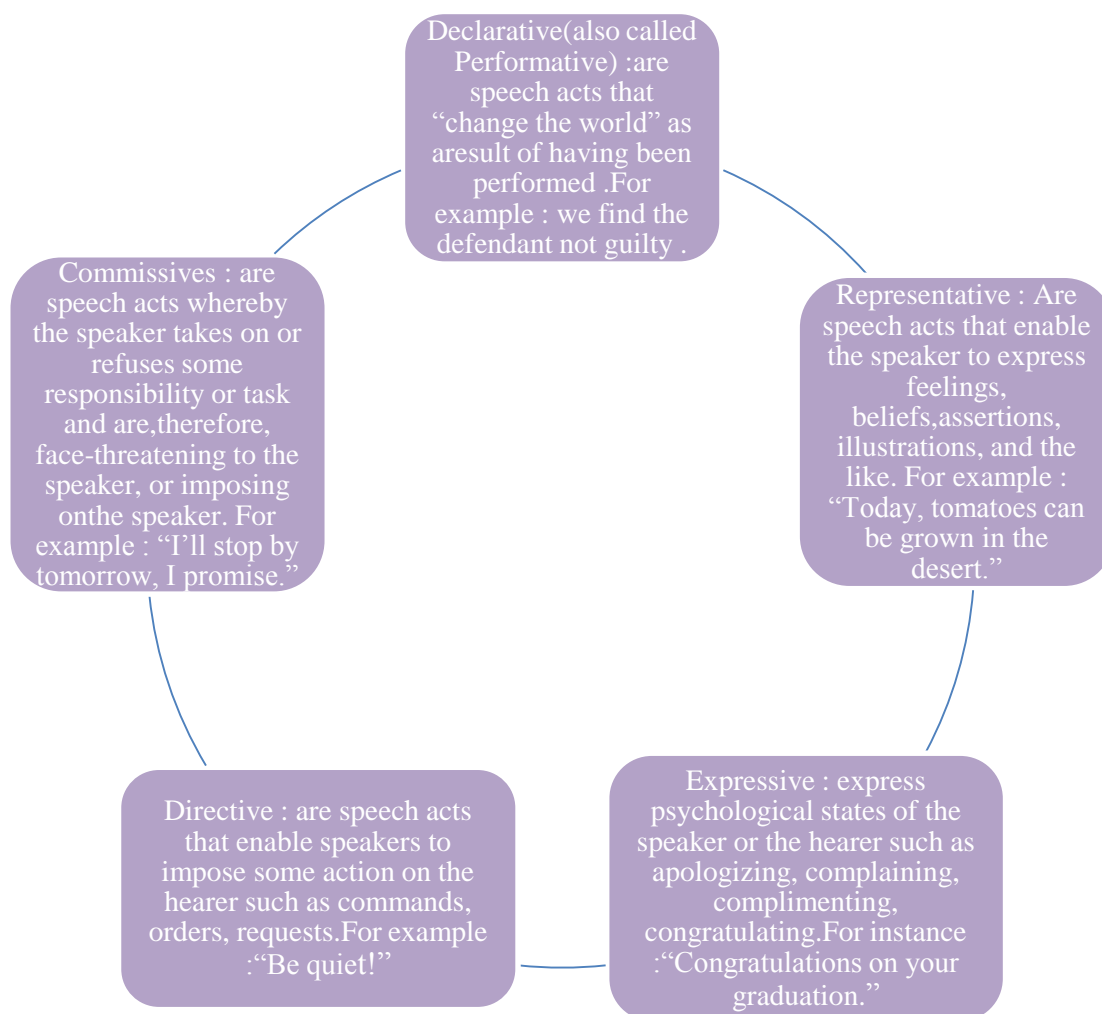 Declarative(also called
Performative) :are
speech acts that
“change the world” as
aresult of having been
performed .For
example : we find the
defendant not guilty .
Representative : Are
speech acts that enable
the speaker to express
feelings,
beliefs,assertions,
illustrations, and the
like. For example :
“Today, tomatoes can
be grown in the
desert.”
Expressive : express
psychological states of the
speaker or the hearer such as
apologizing, complaining,
complimenting,
congratulating.For instance
:“Congratulations on your
graduation.”
Directive : are speech acts
that enable speakers to
impose some action on the
hearer such as commands,
orders, requests.For example
:“Be quiet!”
Commissives : are
speech acts whereby
the speaker takes on or
refuses some
responsibility or task
and are,therefore,
face-threatening to the
speaker, or imposing
onthe speaker. For
example : “I’ll stop by
tomorrow, I promise.”